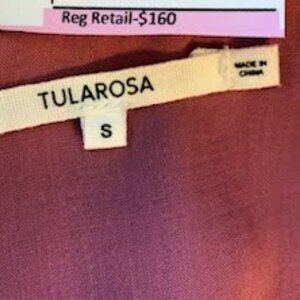 Reg Retail-$160
TULAROSA
MADE IN
CHINA
S